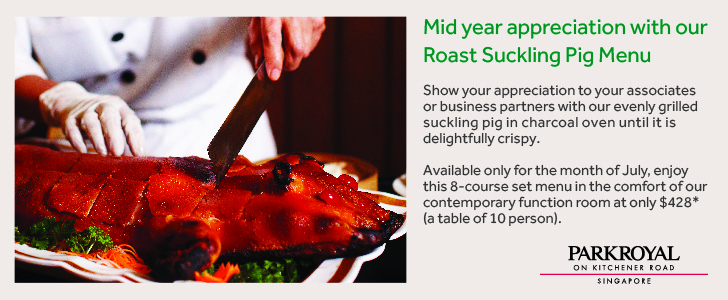 Mid year appreciation with our
Roast Suckling Pig Menu
Show your appreciation to your associates
or business partners with our evenly grilled
suckling pig in charcoal oven until it is
delightfully crispy.
Available only for the month of July, enjoy
this 8-course set menu in the comfort of our
contemporary function room at only $428*
(a table of 10 person).
PARKROYAL
ON KITCHENER ROAD
SINGAPORE